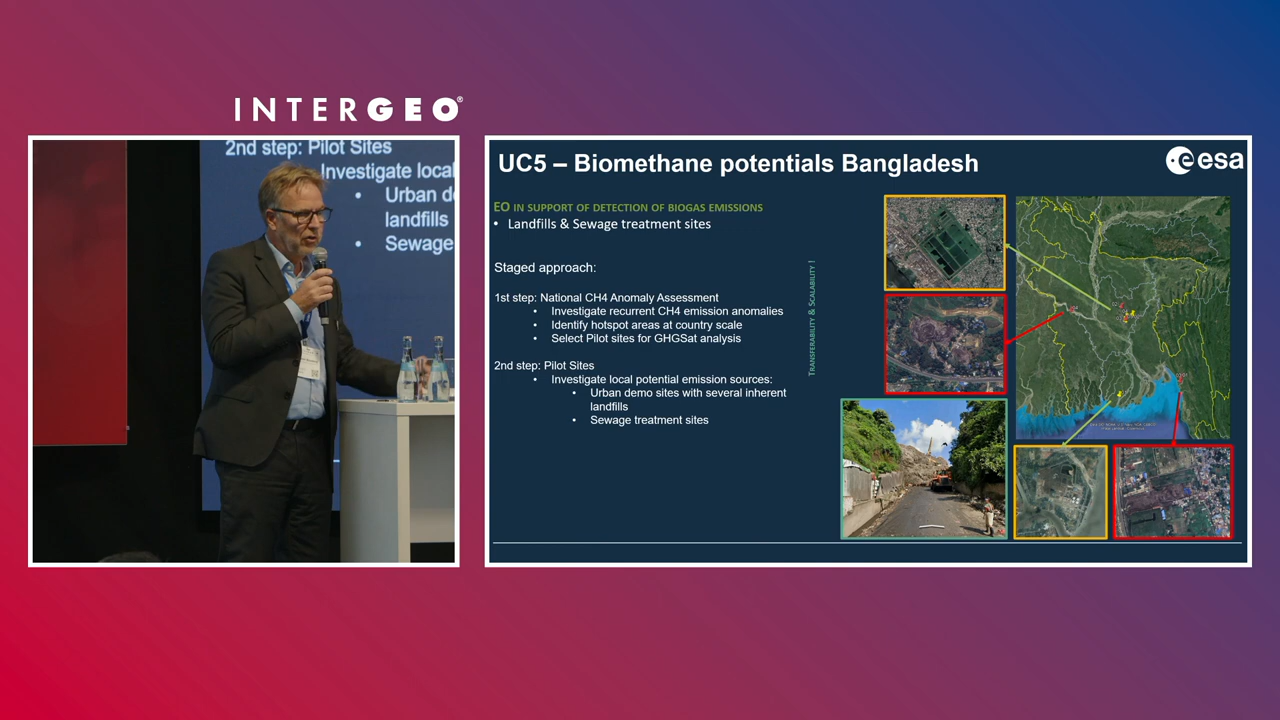 INTERGEO®
2nd step: Pilot Sites
Investigate local
• Urban de
landfills
• Sewage
UC5 – Biomethane potentials Bangladesh
esa
EO IN SUPPORT OF DETECTION OF BIOGAS EMISSIONS
• Landfills & Sewage treatment sites
Staged approach:
1st step: National CH4 Anomaly Assessment
• Investigate recurrent CH4 emission anomalies
• Identify hotspot areas at country scale
• Select Pilot sites for GHGSat analysis
2nd step: Pilot Sites
• Investigate local potential emission sources:
• Urban demo sites with several inherent
landfills
• Sewage treatment sites
TRANSFERABILITY & SCALABILITY !